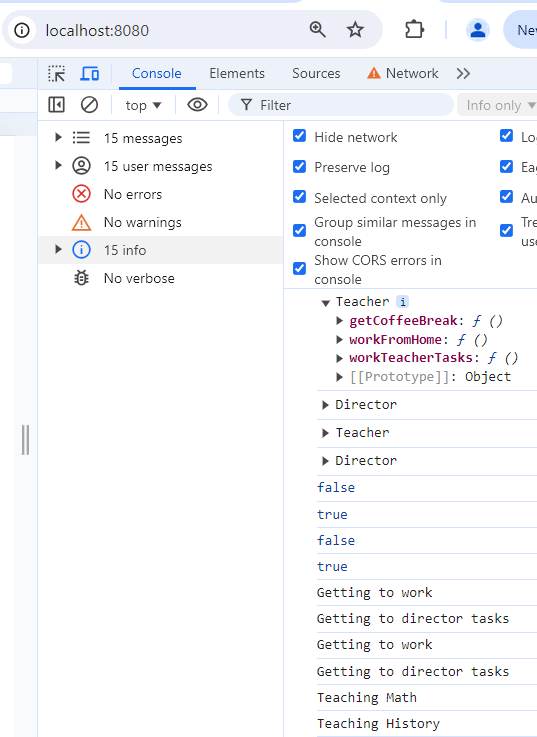 localhost:8080
New
Console Elements Sources Network
top Filter Info only
15 messages
15 user messages
No errors
No warnings
15 info
No verbose
Hide network Lo
Preserve log Eag
Selected context only Au
Group similar messages in console Tre use
Show CORS errors in console
Teacher i
getCoffeeBreak: ƒ ()
workFromHome: ƒ ()
workTeacherTasks: ƒ ()
[[Prototype]]: Object
Director
Teacher
Director
false
true
false
true
Getting to work
Getting to director tasks
Getting to work
Getting to director tasks
Teaching Math
Teaching History